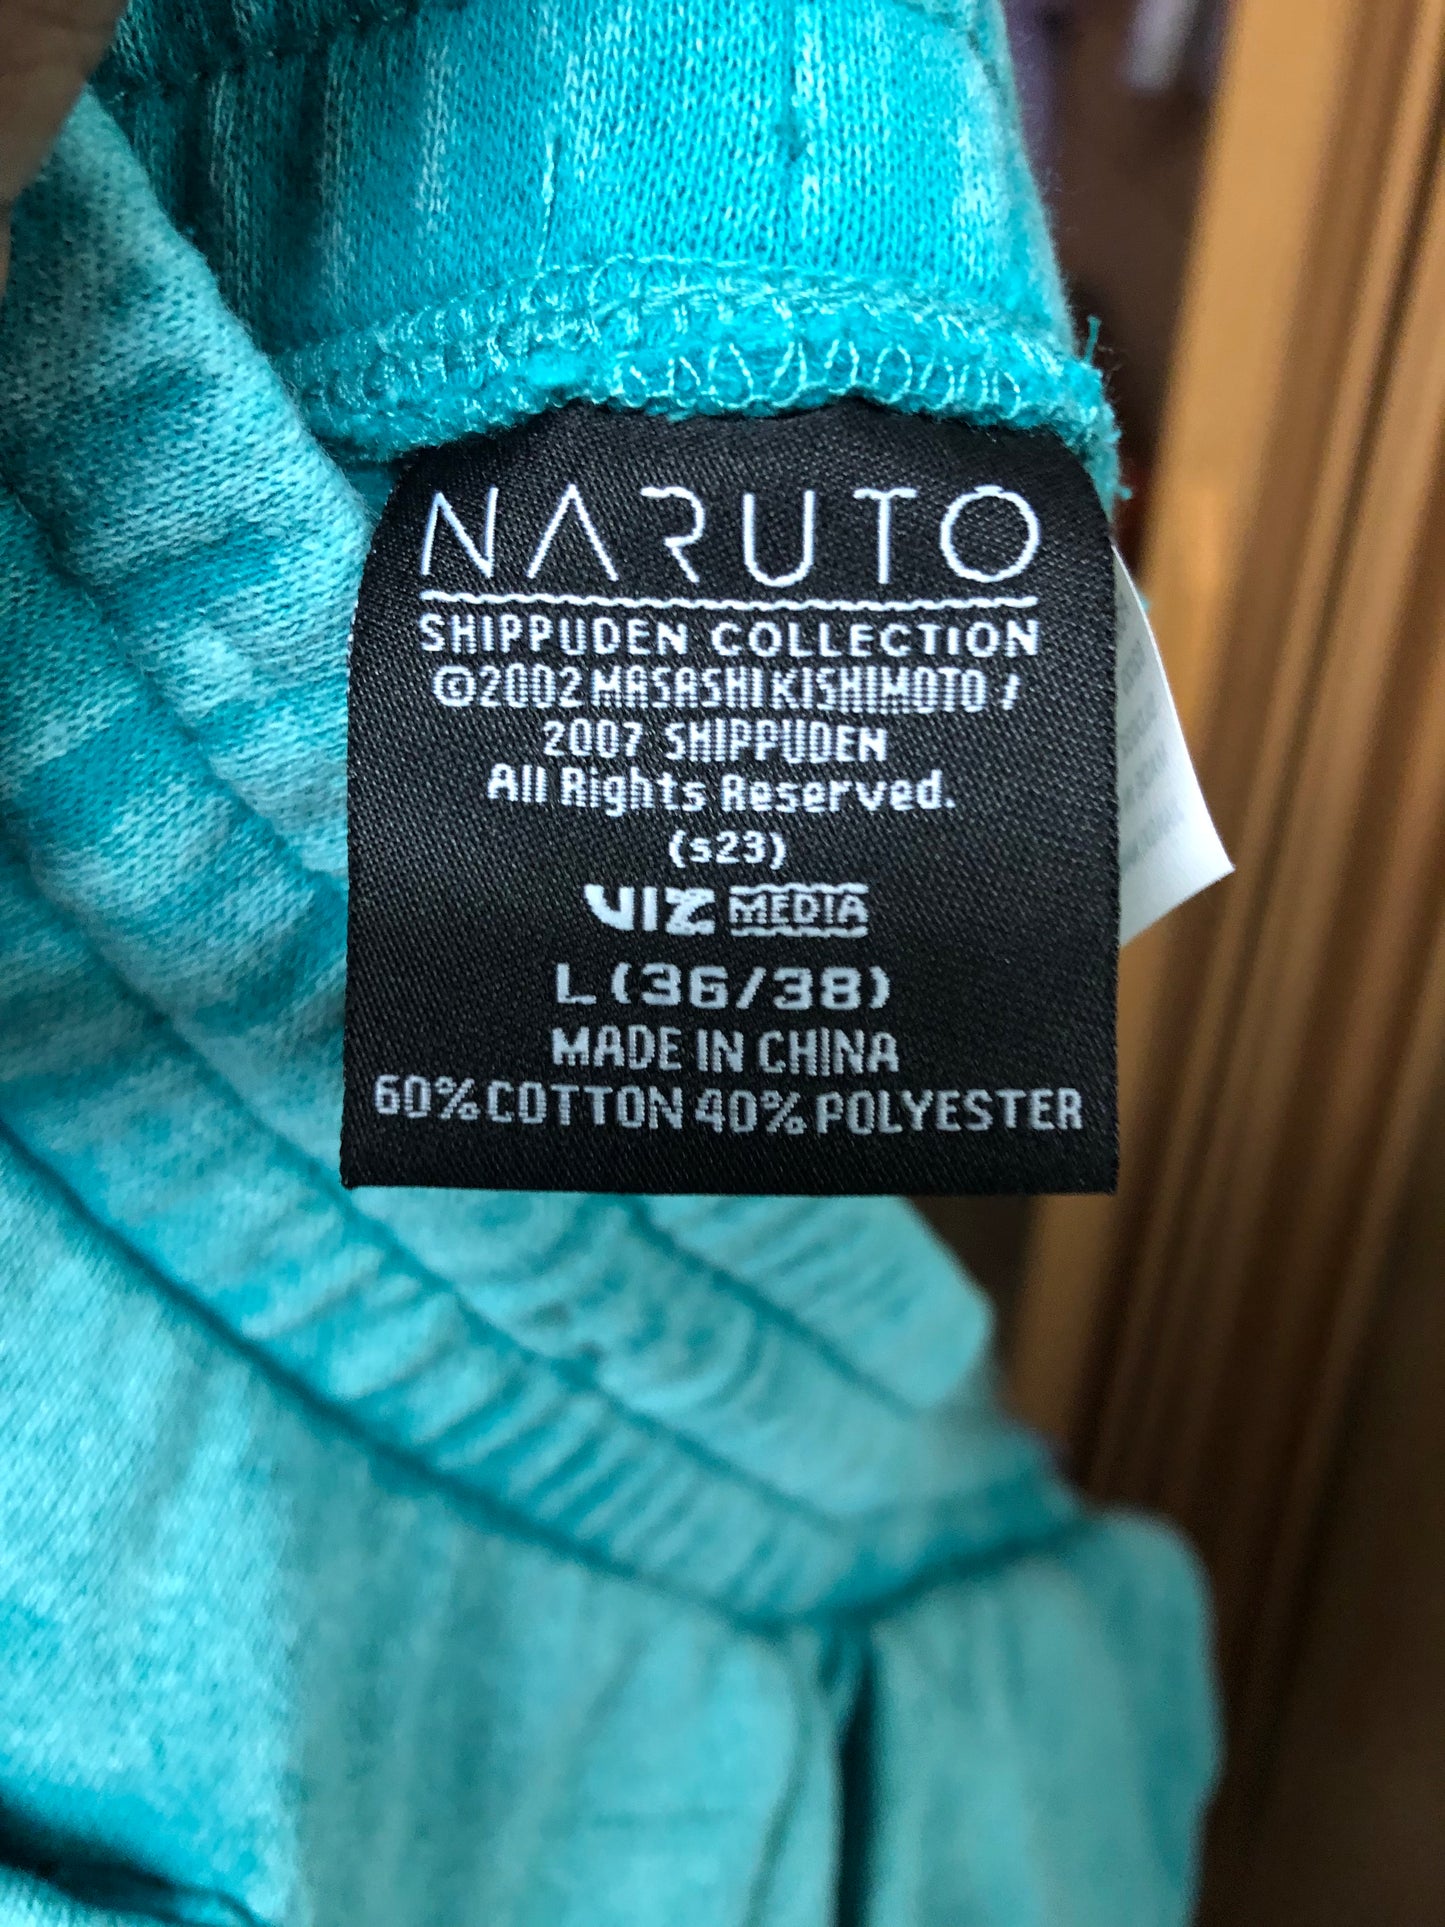 NARUTO
SHIPPUDEN COLLECTION
©2002 MASASHI KISHIMOTO /
2007 SHIPPUDEN
All Rights Reserved.
(s23)
VIZ MEDIA
L (36/38)
MADE IN CHINA
60% COTTON 40% POLYESTER